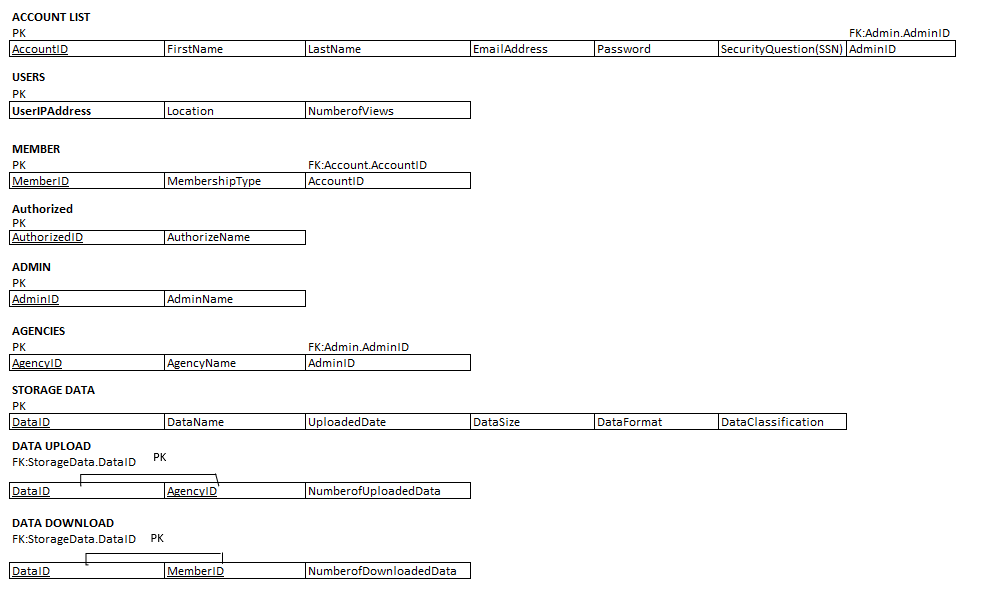 ACCOUNT LIST
PK FK:Admin.AdminID
AccountID FirstName LastName EmailAddress Password SecurityQuestion(SSN) AdminID
USERS
PK
UserIPAddress Location NumberofViews
MEMBER
PK FK:Account.AccountID
MemberID MembershipType AccountID
Authorized
PK
AuthorizedID AuthorizeName
ADMIN
PK
AdminID AdminName
AGENCIES
PK FK:Admin.AdminID
AgencyID AgencyName AdminID
STORAGE DATA
PK
DataID DataName UploadedDate DataSize DataFormat DataClassification
DATA UPLOAD
FK:StorageData.DataID PK
DataID AgencyID NumberofUploadedData
DATA DOWNLOAD
FK:StorageData.DataID PK
DataID MemberID NumberofDownloadedData